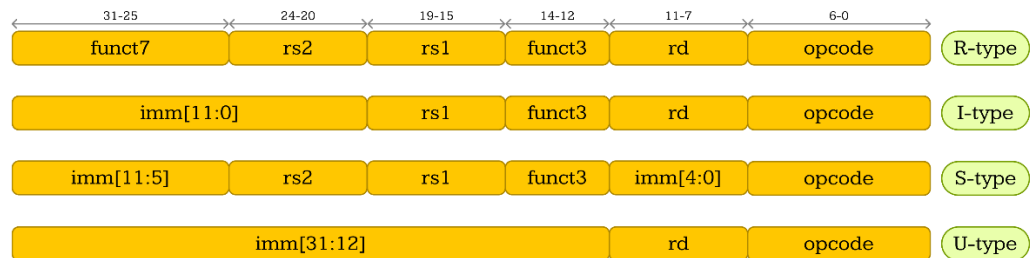 31-25 24-20 19-15 14-12 11-7 6-0
funct7 rs2 rs1 funct3 rd opcode R-type
imm[11:0] rs1 funct3 rd opcode I-type
imm[11:5] rs2 rs1 funct3 imm[4:0] opcode S-type
imm[31:12] rd opcode U-type